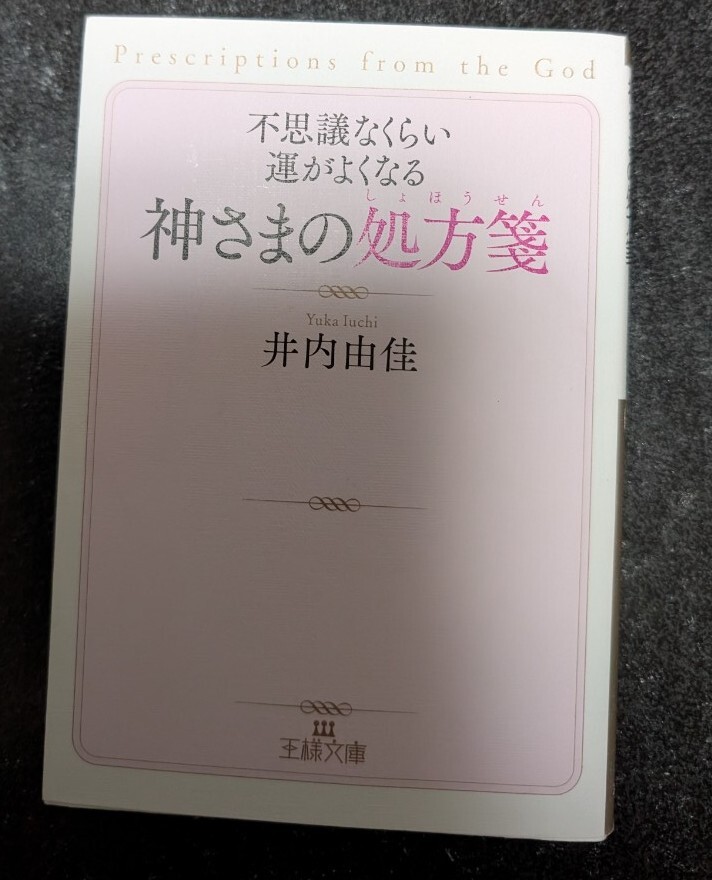 Prescriptions from the God
不思議なくらい
運がよくなる
しょほうせん
神さまの処方箋
Yuka Iuchi
井内由佳
王様文庫